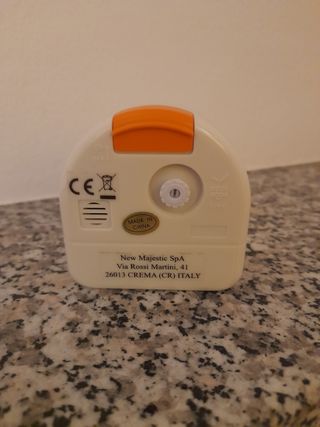 CE
MADE IN
CHINA
New Majestic SpA
Via Rossi Martini, 41
26013 CREMA (CR) ITALY